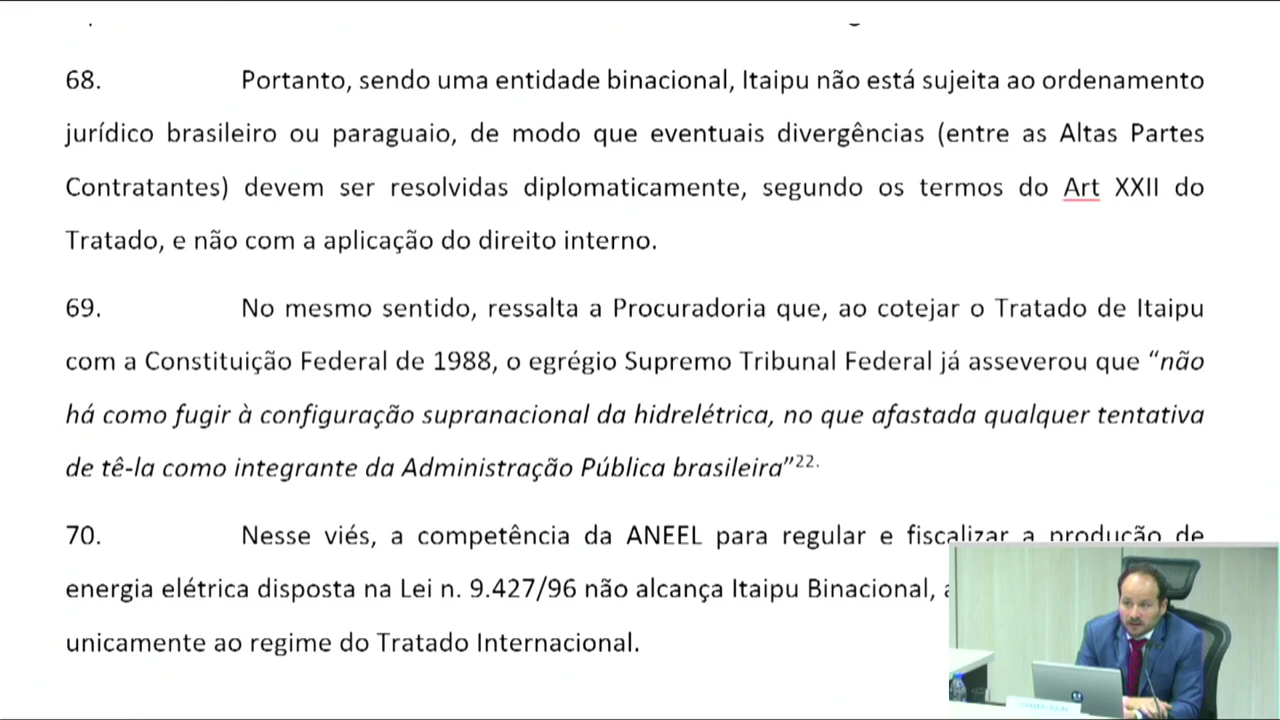 68. Portanto, sendo uma entidade binacional, Itaipu não está sujeita ao ordenamento
jurídico brasileiro ou paraguaio, de modo que eventuais divergências (entre as Altas Partes
Contratantes) devem ser resolvidas diplomaticamente, segundo os termos do Art XXII do
Tratado, e não com a aplicação do direito interno.
69. No mesmo sentido, ressalta a Procuradoria que, ao cotejar o Tratado de Itaipu
com a Constituição Federal de 1988, o egrégio Supremo Tribunal Federal já asseverou que “não
há como fugir à configuração supranacional da hidrelétrica, no que afastada qualquer tentativa
de tê-la como integrante da Administração Pública brasileira”22.
70. Nesse viés, a competência da ANEEL para regular e fiscalizar a produção de
energia elétrica disposta na Lei n. 9.427/96 não alcança Itaipu Binacional,
unicamente ao regime do Tratado Internacional.